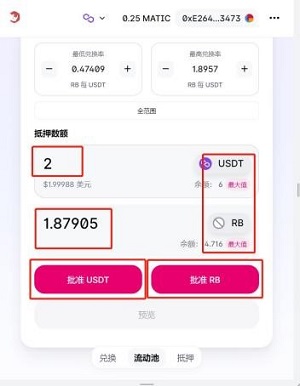 0.25 MATIC 0xE264...3473
最低兑换率 最高兑换率
− 0.47409 + − 1.8957 +
RB 每 USDT RB 每 USDT
全范围
抵押数额
2 USDT
$1.99988 美元 余额: 6 最大值
1.87905 RB
余额: 4.716 最大值
批准 USDT 批准 RB
预览
兑换 流动池 抵押